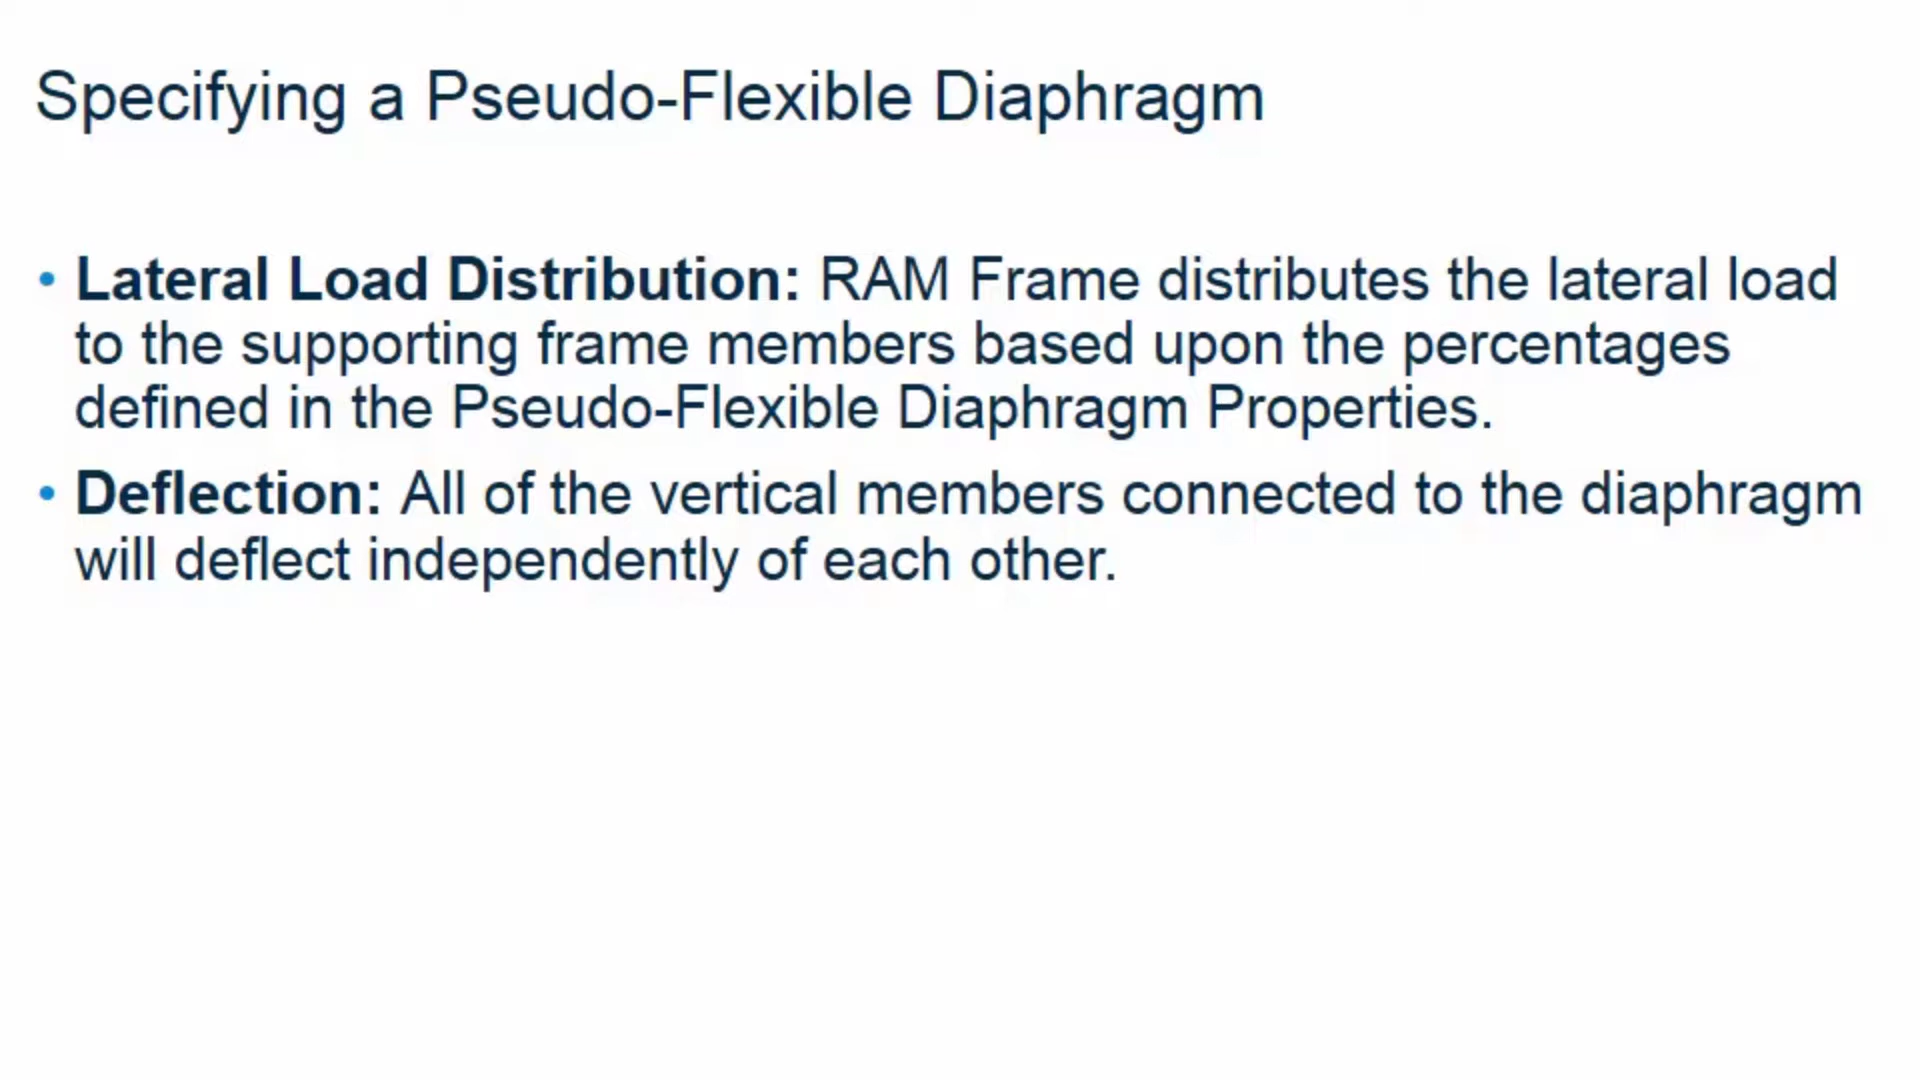 Specifying a Pseudo-Flexible Diaphragm
• Lateral Load Distribution: RAM Frame distributes the lateral load
to the supporting frame members based upon the percentages
defined in the Pseudo-Flexible Diaphragm Properties.
• Deflection: All of the vertical members connected to the diaphragm
will deflect independently of each other.